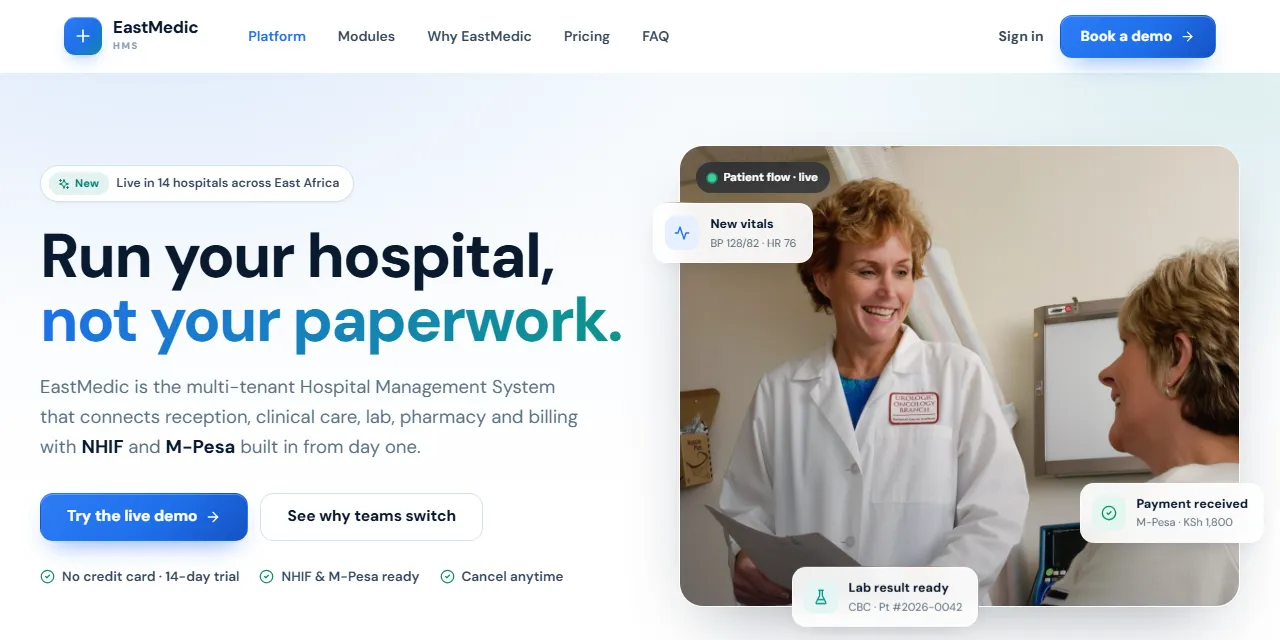 EastMedic
HMS
Platform
Modules
Why EastMedic
Pricing
FAQ
Sign in
Book a demo
New
Live in 14 hospitals across East Africa
Run your hospital,
not your paperwork.
EastMedic is the multi-tenant Hospital Management System
that connects reception, clinical care, lab, pharmacy and billing
with NHIF and M-Pesa built in from day one.
Try the live demo
See why teams switch
No credit card · 14-day trial
NHIF & M-Pesa ready
Cancel anytime
Patient flow · live
New vitals
BP 128/82 · HR 76
UROLOGIC
ONCOLOGY
BRANCH
Payment received
M-Pesa · KSh 1,800
Lab result ready
CBC · Pt #2026-0042